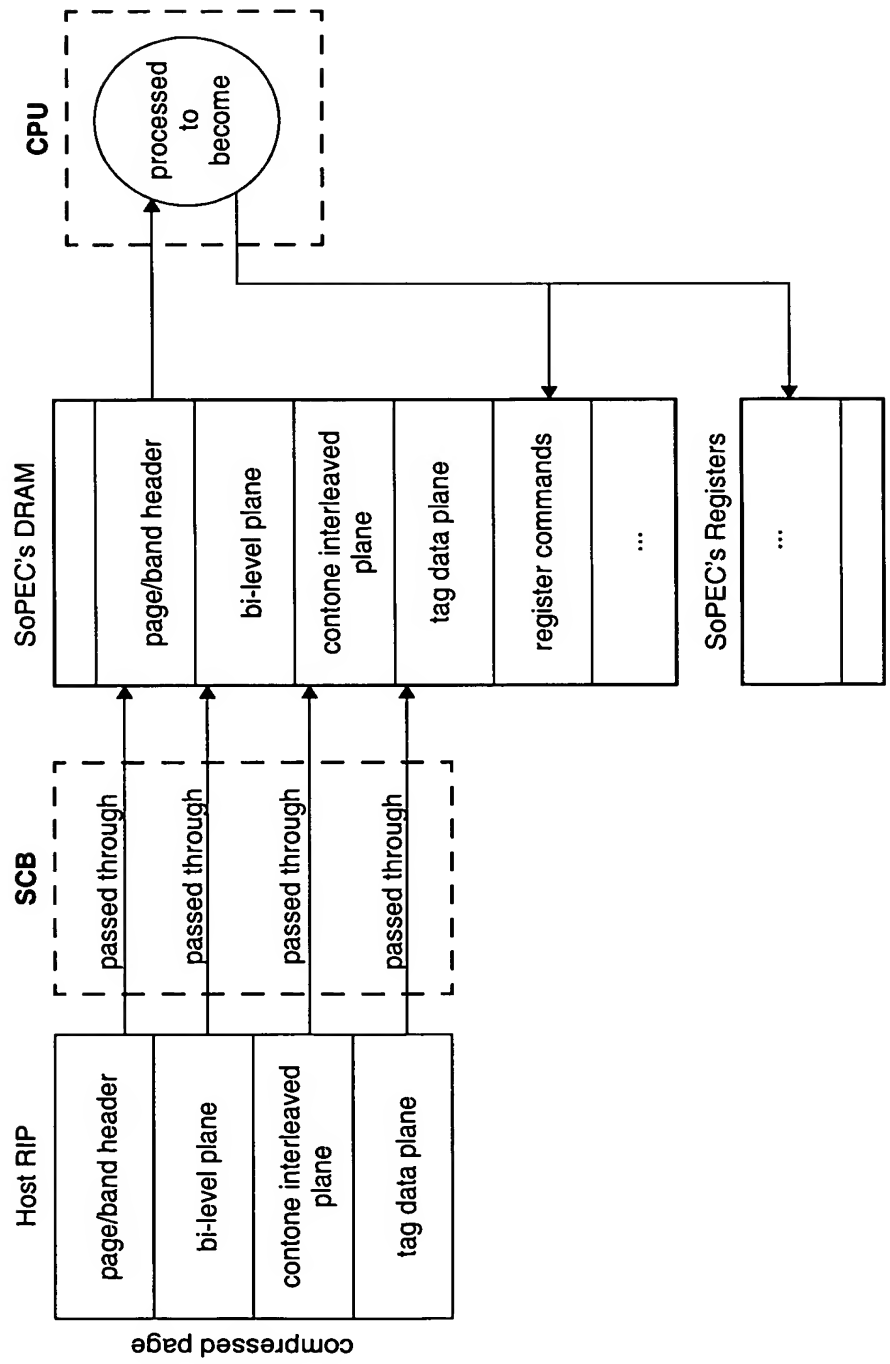 Host RIP
compressed page
page/band header
bi-level plane
contone interleaved
plane
tag data plane
SCB
passed through
passed through
passed through
passed through
SoPEC's DRAM
page/band header
bi-level plane
contone interleaved
plane
tag data plane
register commands
...
CPU
processed
to
become
SoPEC's Registers
...